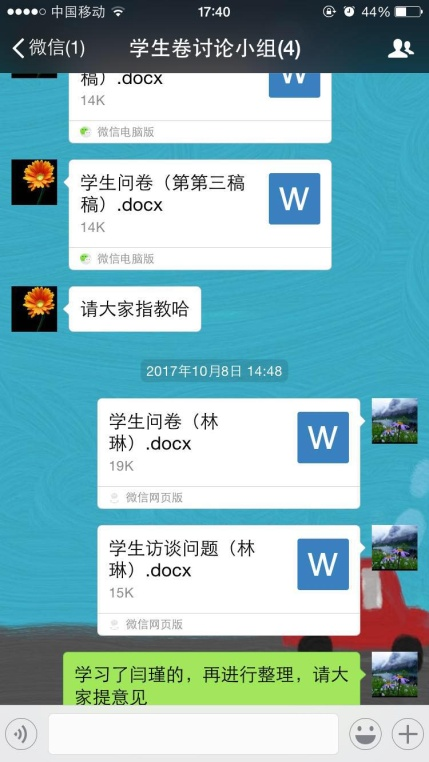 中国移动
17:40
44%
微信(1)
学生卷讨论小组(4)
稿）.docx
14K
W
微信电脑版
学生问卷（第第三稿
稿）.docx
14K
W
微信电脑版
请大家指教哈
2017年10月8日 14:48
学生问卷（林
琳）.docx
19K
W
微信网页版
学生访谈问题（林
琳）.docx
15K
W
微信网页版
学习了闫瑾的，再进行整理，请大
家提意见